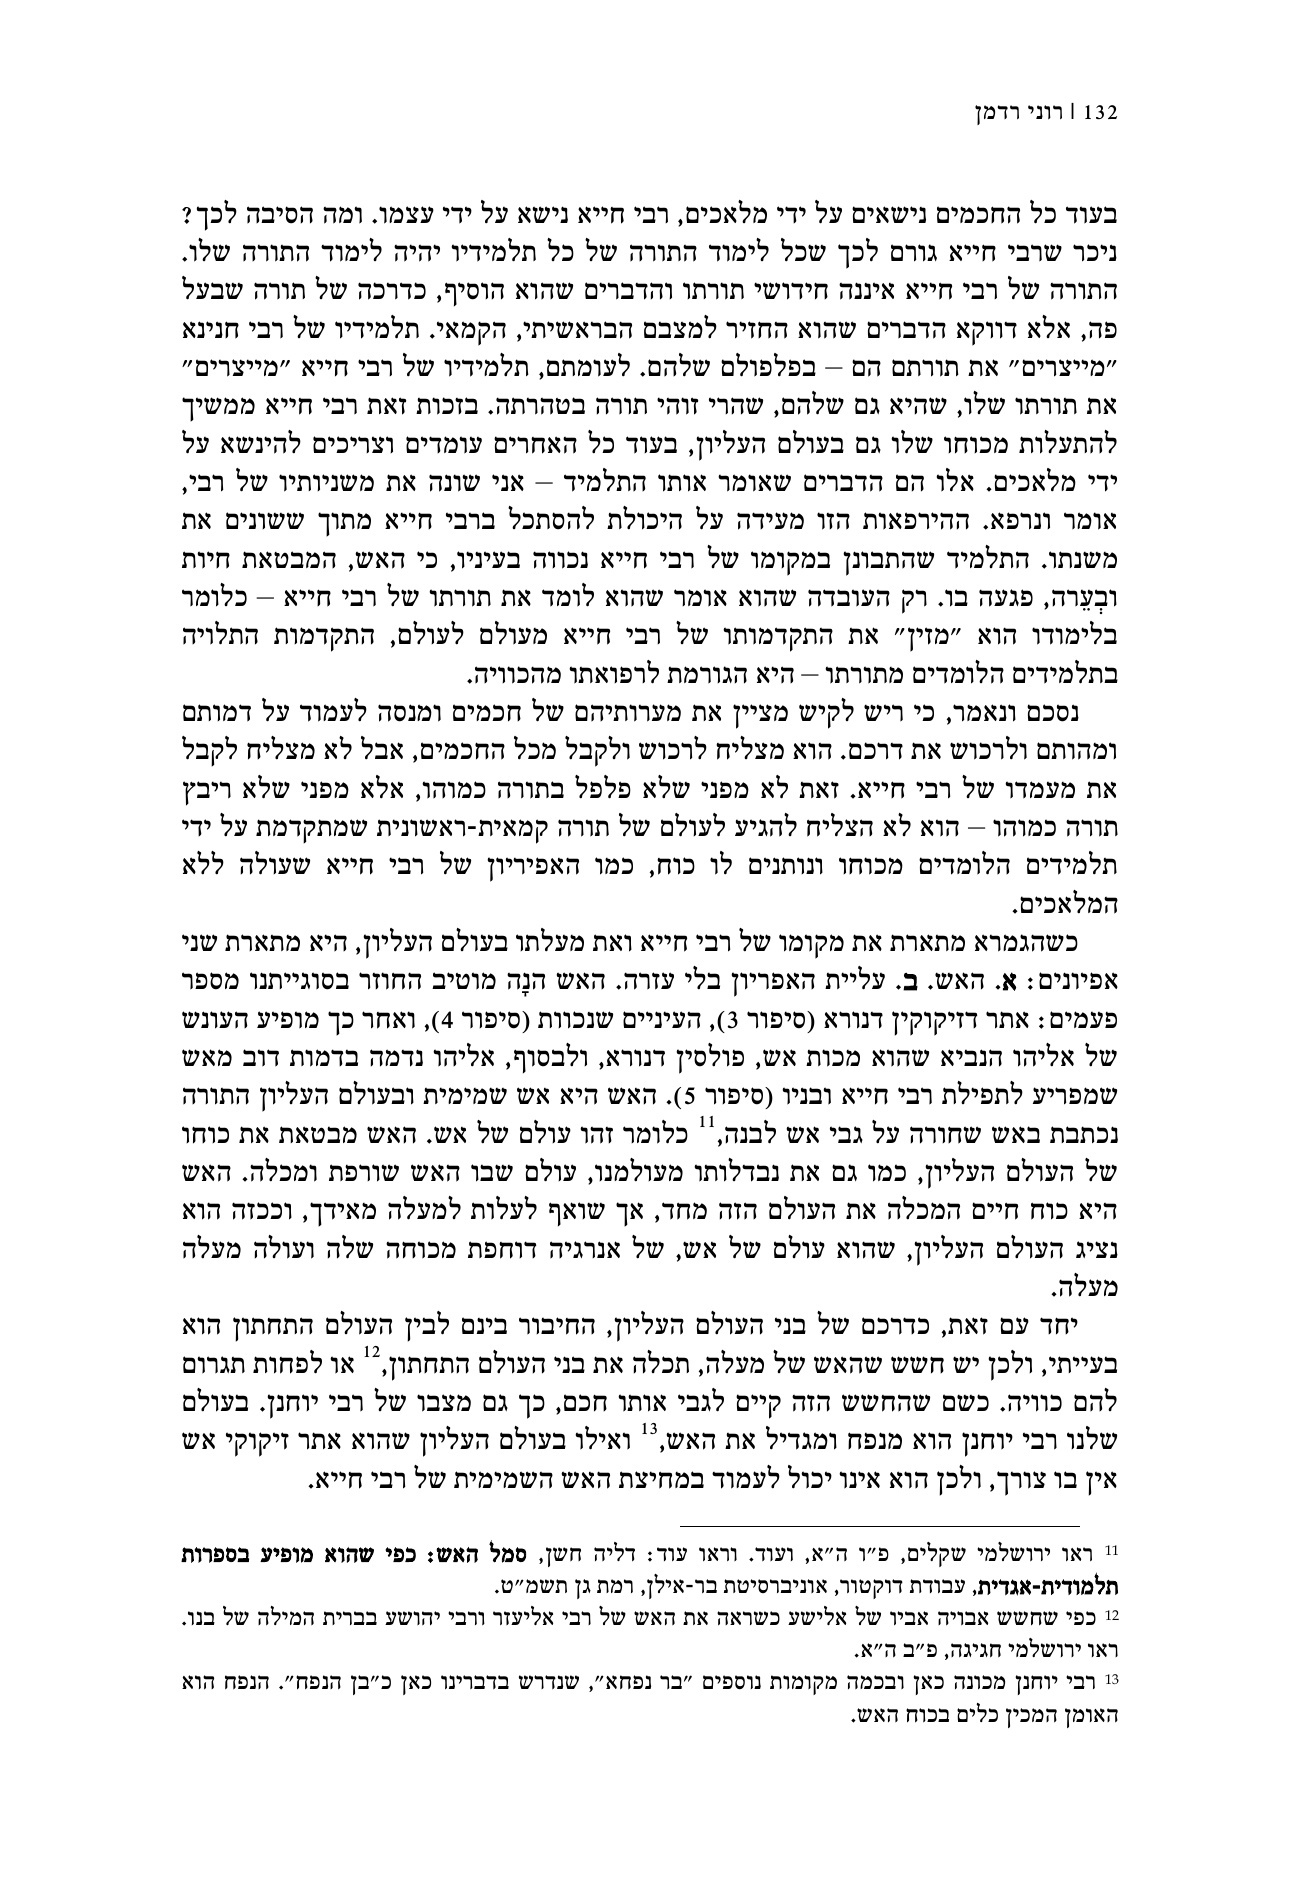 132 | רוני רדמן
בעוד כל החכמים נישאים על ידי מלאכים, רבי חייא נישא על ידי עצמו. ומה הסיבה לכך?
ניכר שרבי חייא גורם לכך שכל לימוד התורה של כל תלמידיו יהיה לימוד התורה שלו.
התורה של רבי חייא איננה חידושי תורתו והדברים שהוא הוסיף, כדרכה של תורה שבעל
פה, אלא דווקא הדברים שהוא החזיר למצבם הבראשיתי, הקמאי. תלמידיו של רבי חנינא
״מייצרים״ את תורתם הם – בפלפולם שלהם. לעומתם, תלמידיו של רבי חייא ״מייצרים״
את תורתו שלו, שהיא גם שלהם, שהרי זוהי תורה בטהרתה. בזכות זאת רבי חייא ממשיך
להתעלות מכוחו שלו גם בעולם העליון, בעוד כל האחרים עומדים וצריכים להינשא על
ידי מלאכים. אלו הם הדברים שאומר אותו התלמיד – אני שונה את משניותיו של רבי,
אומר ונרפא. ההירפאות הזו מעידה על היכולת להסתכל ברבי חייא מתוך ששונים את
משנתו. התלמיד שהתבונן במקומו של רבי חייא נכווה בעיניו, כי האש, המבטאת חיות
ובְעֵרה, פגעה בו. רק העובדה שהוא אומר שהוא לומד את תורתו של רבי חייא – כלומר
בלימודו הוא ״מזין״ את התקדמותו של רבי חייא מעולם לעולם, התקדמות התלויה
בתלמידים הלומדים מתורתו – היא הגורמת לרפואתו מהכוויה.
נסכם ונאמר, כי ריש לקיש מציין את מערותיהם של חכמים ומנסה לעמוד על דמותם
ומהותם ולרכוש את דרכם. הוא מצליח לרכוש ולקבל מכל החכמים, אבל לא מצליח לקבל
את מעמדו של רבי חייא. זאת לא מפני שלא פלפל בתורה כמוהו, אלא מפני שלא ריבץ
תורה כמוהו – הוא לא הצליח להגיע לעולם של תורה קמאית-ראשונית שמתקדמת על ידי
תלמידים הלומדים מכוחו ונותנים לו כוח, כמו האפיריון של רבי חייא שעולה ללא
המלאכים.
כשהגמרא מתארת את מקומו של רבי חייא ואת מעלתו בעולם העליון, היא מתארת שני
אפיונים: א. האש. ב. עליית האפריון בלי עזרה. האש הנָה מוטיב החוזר בסוגייתנו מספר
פעמים: אתר דזיקוקין דנורא (סיפור 3), העיניים שנכוות (סיפור 4), ואחר כך מופיע העונש
של אליהו הנביא שהוא מכות אש, פולסין דנורא, ולבסוף, אליהו נדמה בדמות דוב מאש
שמפריע לתפילת רבי חייא ובניו (סיפור 5). האש היא אש שמימית ובעולם העליון התורה
נכתבת באש שחורה על גבי אש לבנה,11 כלומר זהו עולם של אש. האש מבטאת את כוחו
של העולם העליון, כמו גם את נבדלותו מעולמנו, עולם שבו האש שורפת ומכלה. האש
היא כוח חיים המכלה את העולם הזה מחד, אך שואף לעלות למעלה מאידך, וככזה הוא
נציג העולם העליון, שהוא עולם של אש, של אנרגיה דוחפת מכוחה שלה ועולה מעלה
מעלה.
יחד עם זאת, כדרכם של בני העולם העליון, החיבור בינם לבין העולם התחתון הוא
בעייתי, ולכן יש חשש שהאש של מעלה, תכלה את בני העולם התחתון,12 או לפחות תגרום
להם כוויה. כשם שהחשש הזה קיים לגבי אותו חכם, כך גם מצבו של רבי יוחנן. בעולם
שלנו רבי יוחנן הוא מנפח ומגדיל את האש,13 ואילו בעולם העליון שהוא אתר זיקוקי אש
אין בו צורך, ולכן הוא אינו יכול לעמוד במחיצת האש השמימית של רבי חייא.
11 ראו ירושלמי שקלים, פ״ו ה״א, ועוד. וראו עוד: דליה חשן, סמל האש: כפי שהוא מופיע בספרות
תלמודית-אגדית, עבודת דוקטור, אוניברסיטת בר-אילן, רמת גן תשמ״ט.
12 כפי שחשש אבויה אביו של אלישע כשראה את האש של רבי אליעזר ורבי יהושע בברית המילה של בנו.
ראו ירושלמי חגיגה, פ״ב ה״א.
13 רבי יוחנן מכונה כאן ובכמה מקומות נוספים ״בר נפחא״, שנדרש בדברינו כאן כ״בן הנפח״. הנפח הוא
האומן המכין כלים בכוח האש.